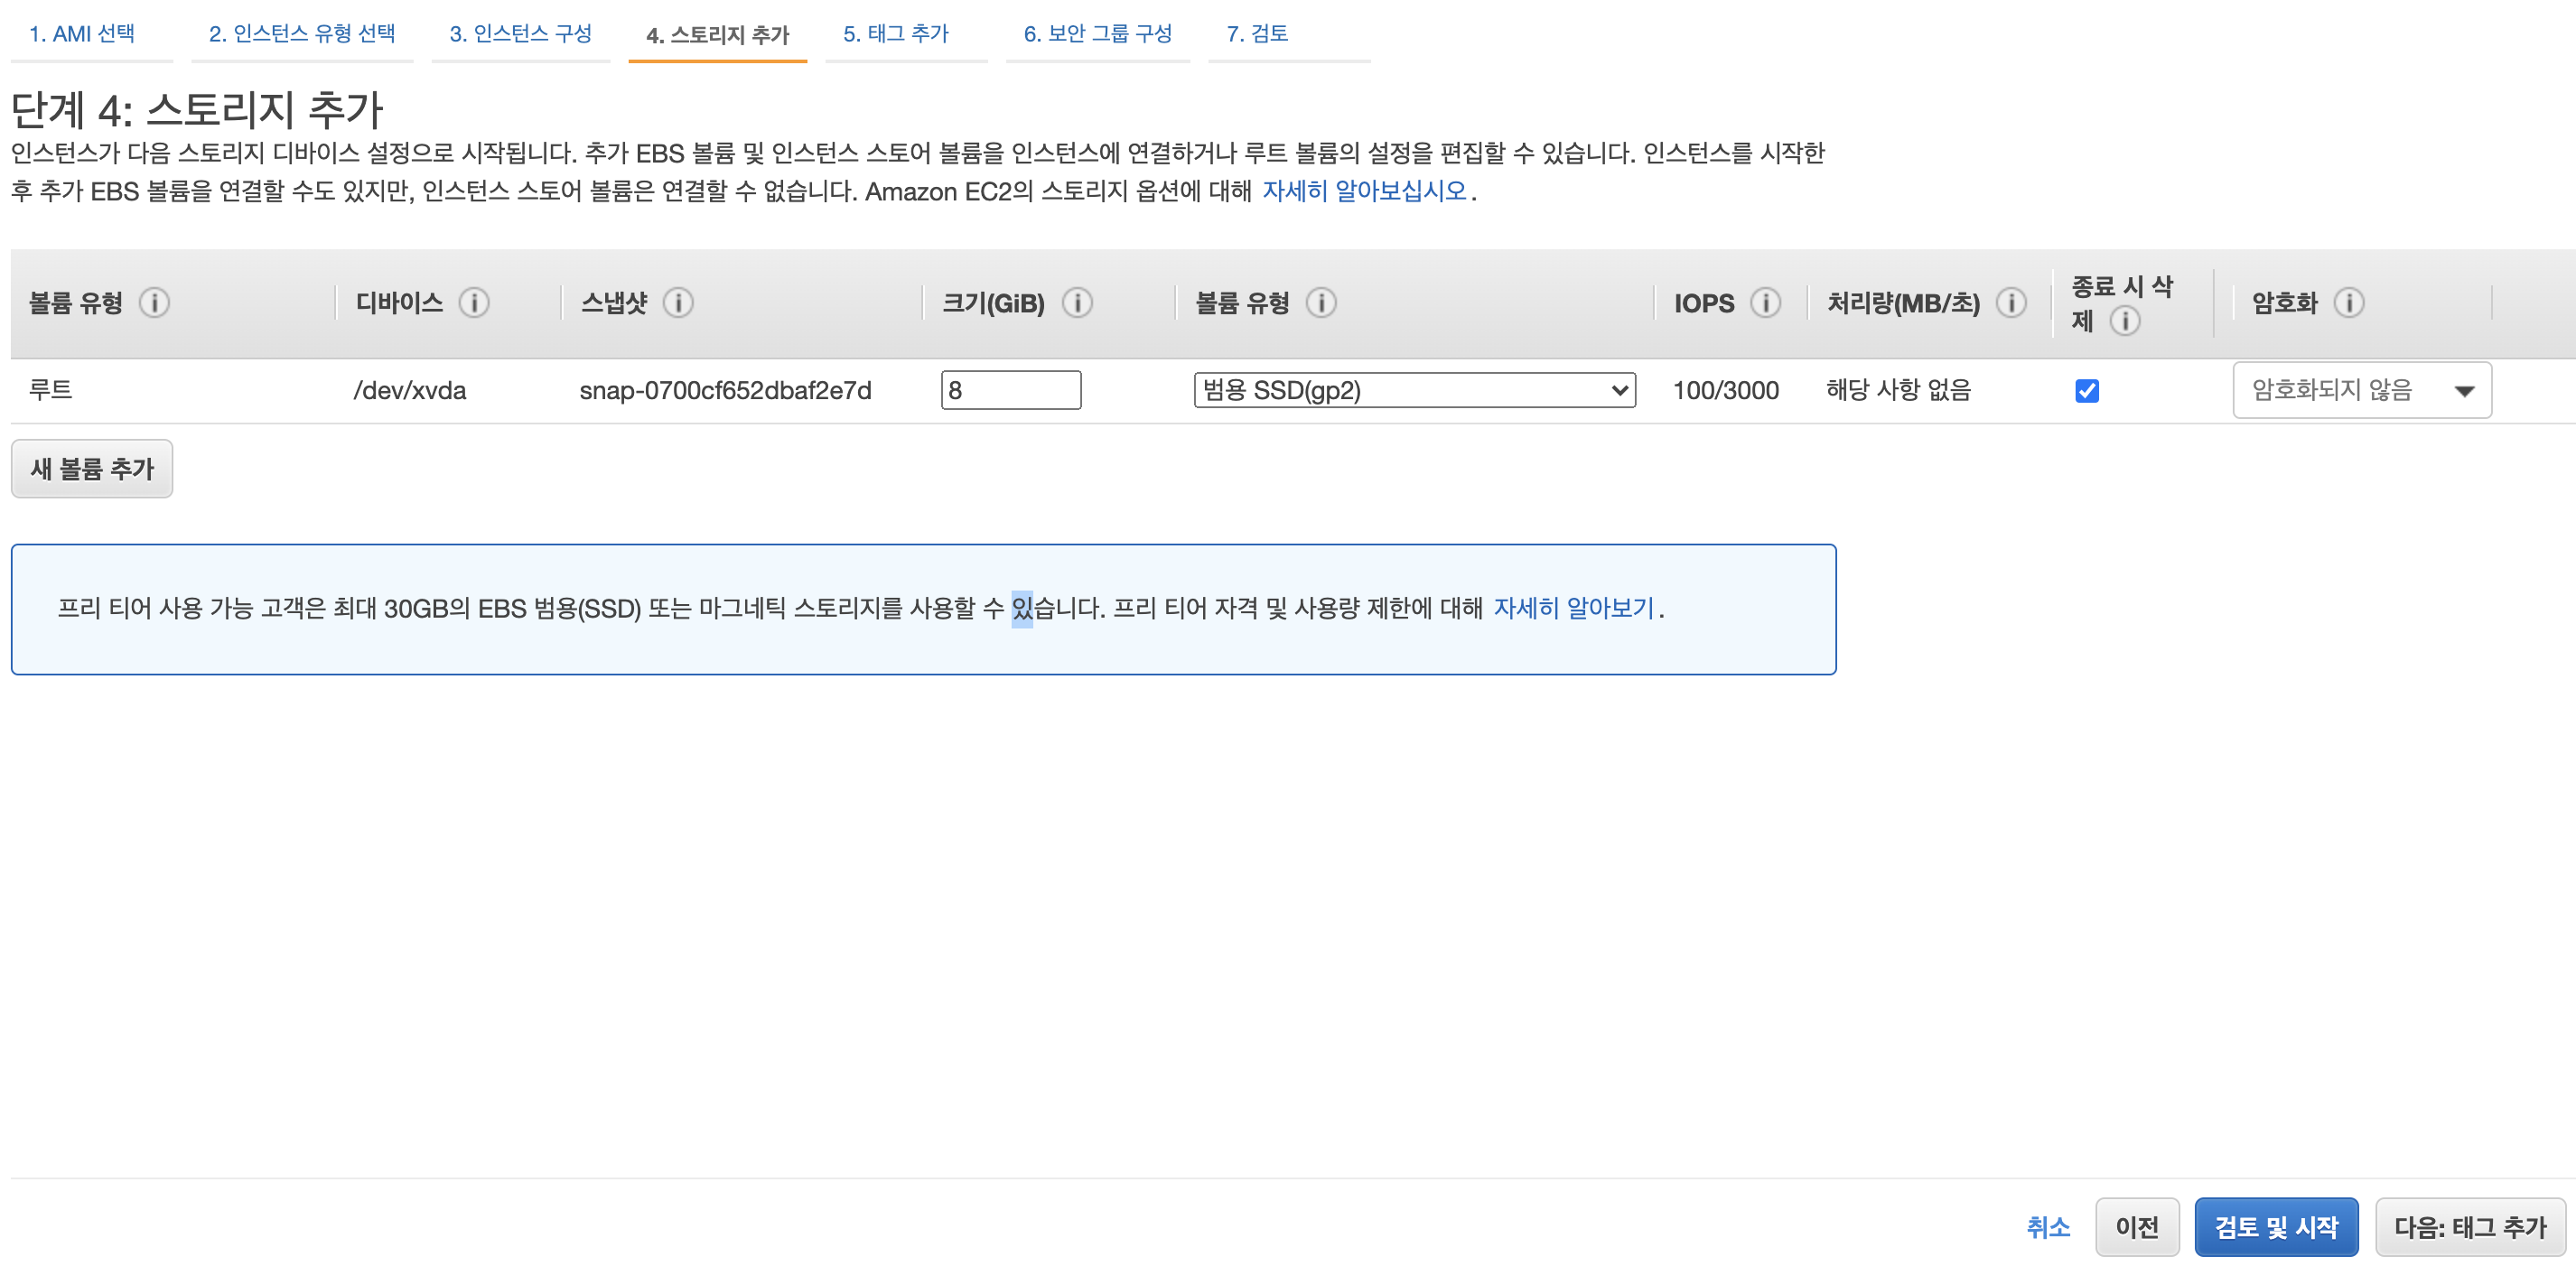 1. AMI 선택 2. 인스턴스 유형 선택 3. 인스턴스 구성 4. 스토리지 추가 5. 태그 추가 6. 보안 그룹 구성 7. 검토
단계 4: 스토리지 추가
인스턴스가 다음 스토리지 디바이스 설정으로 시작됩니다. 추가 EBS 볼륨 및 인스턴스 스토어 볼륨을 인스턴스에 연결하거나 루트 볼륨의 설정을 편집할 수 있습니다. 인스턴스를 시작한
후 추가 EBS 볼륨을 연결할 수도 있지만, 인스턴스 스토어 볼륨은 연결할 수 없습니다. Amazon EC2의 스토리지 옵션에 대해 자세히 알아보십시오.
볼륨 유형 디바이스 스냅샷 크기(GiB) 볼륨 유형 IOPS 처리량(MB/초) 종료 시 삭
제 암호화
루트 /dev/xvda snap-0700cf652dbaf2e7d 8 범용 SSD(gp2) 100/3000 해당 사항 없음 암호화되지 않음
새 볼륨 추가
프리 티어 사용 가능 고객은 최대 30GB의 EBS 범용(SSD) 또는 마그네틱 스토리지를 사용할 수 있습니다. 프리 티어 자격 및 사용량 제한에 대해 자세히 알아보기.
취소 이전 검토 및 시작 다음: 태그 추가